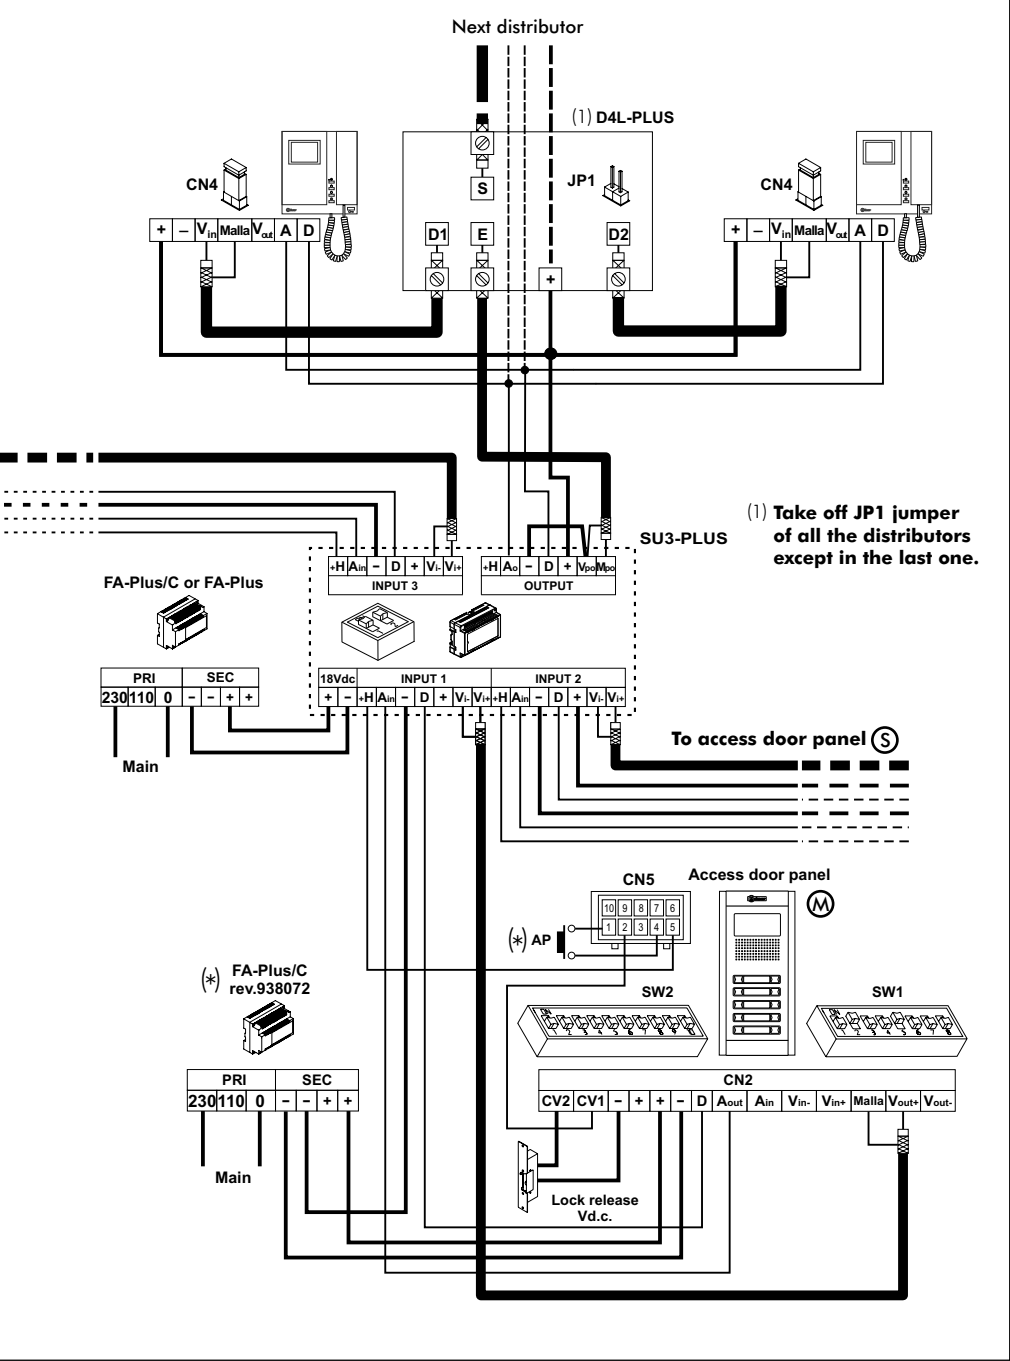 Next distributor
(1) D4L-PLUS
CN4
S
JP1
CN4
+ – Vin Malla Vout A D
D1 E D2
+ – Vin Malla Vout A D
+
(1) Take off JP1 jumper
of all the distributors
except in the last one.
SU3-PLUS
+H Ain – D + Vi- Vi+
INPUT 3
+H Ao – D + Vpo Mpo
OUTPUT
FA-Plus/C or FA-Plus
PRI SEC
230 110 0 – – + +
Main
18Vdc INPUT 1 INPUT 2
+ – +H Ain – D + Vi- Vi+ +H Ain – D + Vi- Vi+
To access door panel S
CN5
Access door panel
M
10 9 8 7 6
1 2 3 4 5
(*) AP
(*) FA-Plus/C
rev.938072
SW2
SW1
PRI SEC
230 110 0 – – + +
Main
CN2
CV2 CV1 – + + – D Aout Ain Vin- Vin+ Malla Vout+ Vout-
Lock release
Vd.c.